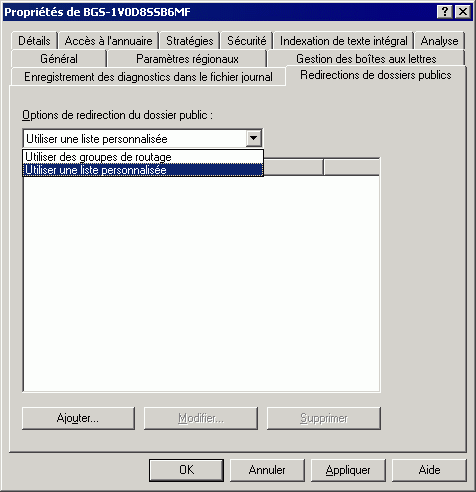 Propriétés de BGS-1V0D8SSB6MF
Détails Accès à l'annuaire Stratégies Sécurité Indexation de texte intégral Analyse
Général Paramètres régionaux Gestion des boîtes aux lettres
Enregistrement des diagnostics dans le fichier journal Redirections de dossiers publics
Options de redirection du dossier public :
Utiliser une liste personnalisée
Utiliser des groupes de routage
Utiliser une liste personnalisée
Ajouter... Modifier... Supprimer
OK Annuler Appliquer Aide